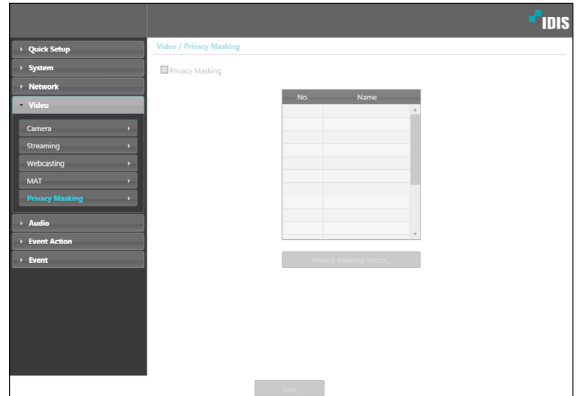 IDIS
Quick Setup
System
Network
Video
Camera
Streaming
Webcasting
MAT
Privacy Masking
Audio
Event Action
Event
Video / Privacy Masking
Privacy Masking
No. Name
Privacy Masking Setup...
Save